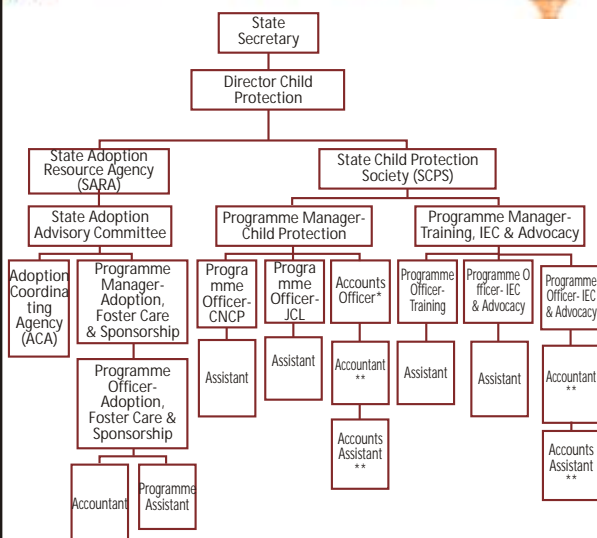 State
Secretary
Director Child
Protection
State Adoption
Resource Agency
(SARA)
State Child Protection
Society (SCPS)
State Adoption
Advisory Committee
Programme Manager-
Child Protection
Programme Manager-
Training, IEC & Advocacy
Adoption
Coordina
ting
Agency
(ACA)
Programme
Manager-
Adoption,
Foster Care
& Sponsorship
Progra
mme
Officer-
CNCP
Progra
mme
Officer-
JCL
Accounts
Officer*
Programme
Officer-
Training
Programme O
fficer- IEC
& Advocacy
Programme
Officer- IEC
& Advocacy
Assistant
Assistant
Accountant
**
Assistant
Assistant
Accountant
**
Programme
Officer-
Adoption,
Foster Care &
Sponsorship
Accounts
Assistant
**
Accounts
Assistant
**
Accountant
Programme
Assistant